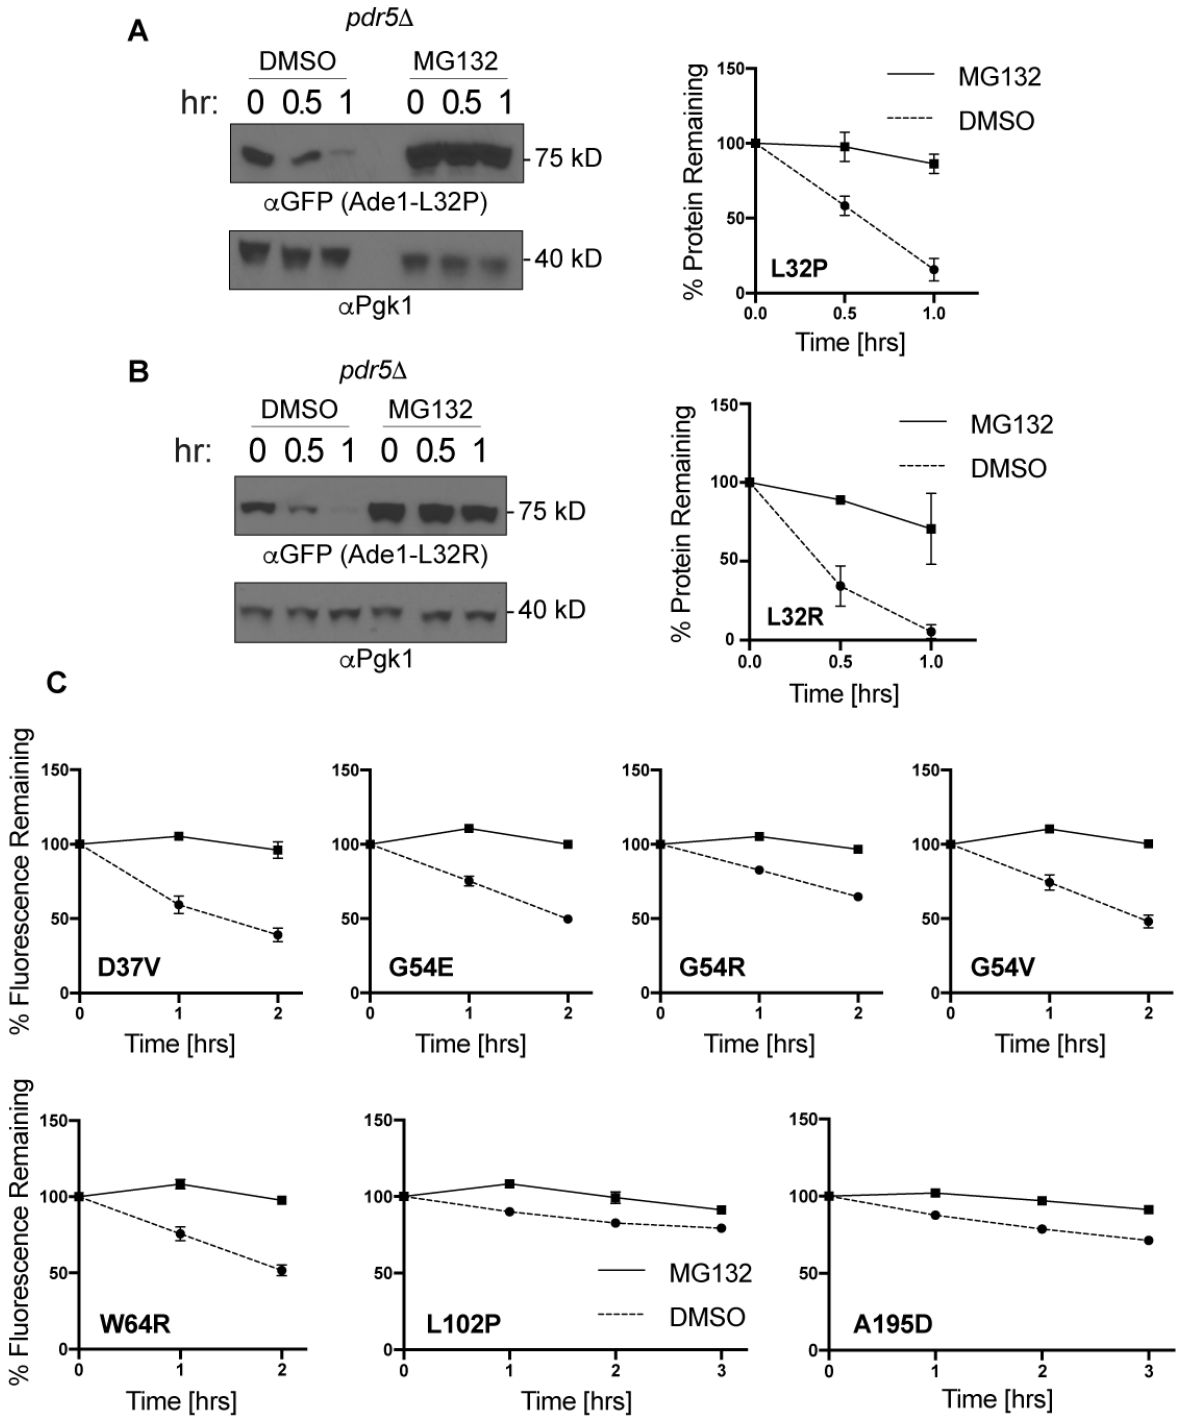 A
pdr5Δ
DMSO MG132
hr: 0 0.5 1 0 0.5 1
75 kD
αGFP (Ade1-L32P)
40 kD
αPgk1
% Protein Remaining
150
100
50
0
MG132
DMSO
L32P
0.0 0.5 1.0
Time [hrs]
B
pdr5Δ
DMSO MG132
hr: 0 0.5 1 0 0.5 1
75 kD
αGFP (Ade1-L32R)
40 kD
αPgk1
% Protein Remaining
150
100
50
0
MG132
DMSO
L32R
0.0 0.5 1.0
Time [hrs]
C
% Fluorescence Remaining
150
100
50
0
D37V
0 1 2
Time [hrs]
150
100
50
0
G54E
0 1 2
Time [hrs]
150
100
50
0
G54R
0 1 2
Time [hrs]
150
100
50
0
G54V
0 1 2
Time [hrs]
% Fluorescence Remaining
150
100
50
0
W64R
0 1 2
Time [hrs]
150
100
50
0
MG132
DMSO
L102P
0 1 2 3
Time [hrs]
150
100
50
0
A195D
0 1 2 3
Time [hrs]